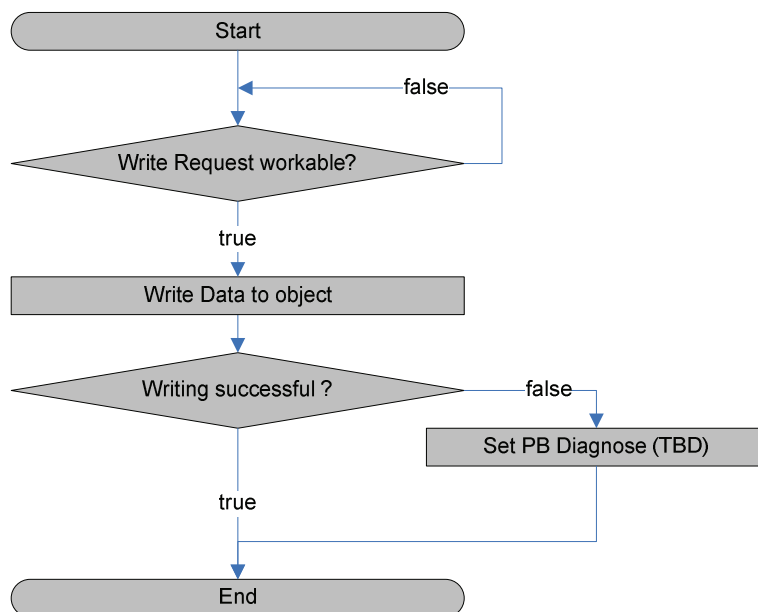 Start
false
Write Request workable?
true
Write Data to object
Writing successful ?
false
Set PB Diagnose (TBD)
true
End